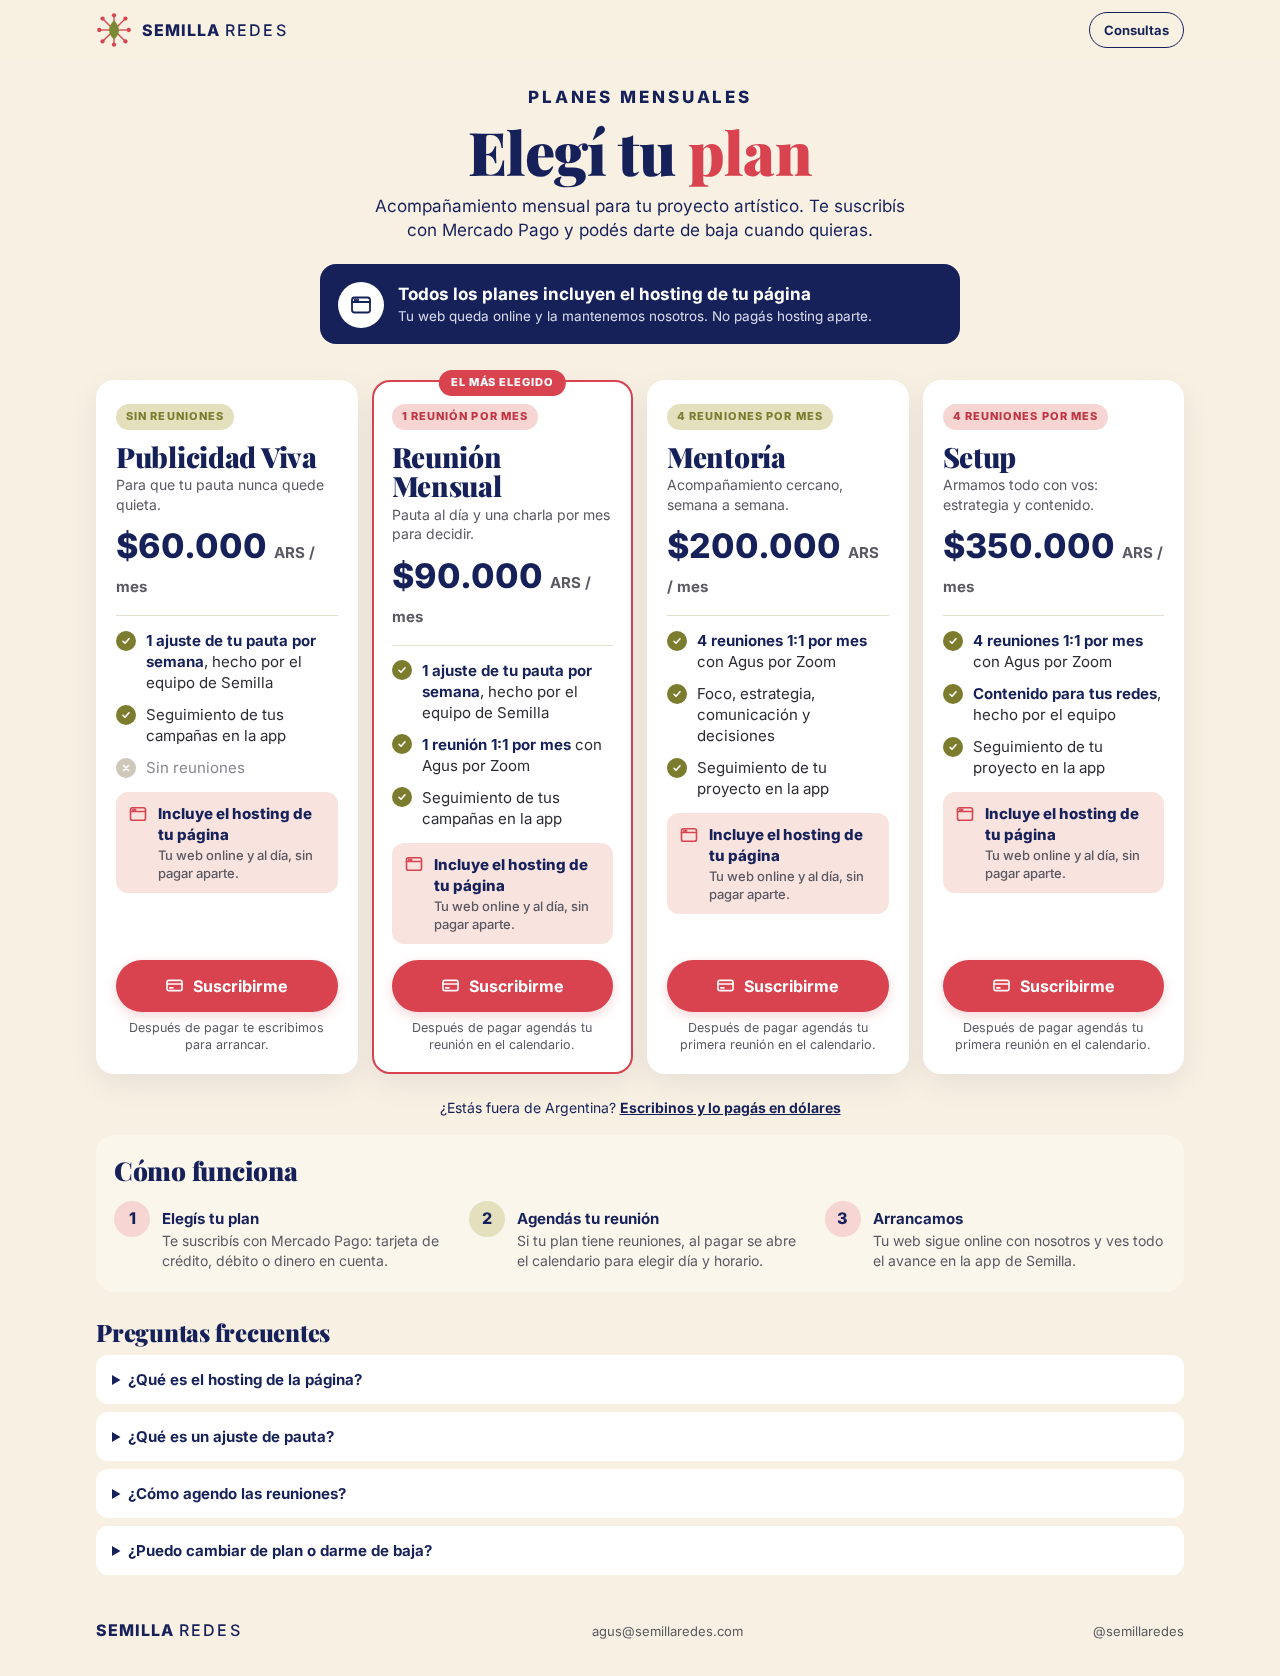 SEMILLA REDES
Consultas
PLANES MENSUALES
Elegí tu plan
Acompañamiento mensual para tu proyecto artístico. Te suscribís
con Mercado Pago y podés darte de baja cuando quieras.
Todos los planes incluyen el hosting de tu página
Tu web queda online y la mantenemos nosotros. No pagás hosting aparte.
SIN REUNIONES
Publicidad Viva
Para que tu pauta nunca quede
quieta.
$60.000 ARS /
mes
1 ajuste de tu pauta por
semana, hecho por el
equipo de Semilla
Seguimiento de tus
campañas en la app
Sin reuniones
Incluye el hosting de
tu página
Tu web online y al día, sin
pagar aparte.
Suscribirme
Después de pagar te escribimos
para arrancar.
EL MÁS ELEGIDO
1 REUNIÓN POR MES
Reunión
Mensual
Pauta al día y una charla por mes
para decidir.
$90.000 ARS /
mes
1 ajuste de tu pauta por
semana, hecho por el
equipo de Semilla
1 reunión 1:1 por mes con
Agus por Zoom
Seguimiento de tus
campañas en la app
Incluye el hosting de
tu página
Tu web online y al día, sin
pagar aparte.
Suscribirme
Después de pagar agendás tu
reunión en el calendario.
4 REUNIONES POR MES
Mentoría
Acompañamiento cercano,
semana a semana.
$200.000 ARS
/ mes
4 reuniones 1:1 por mes
con Agus por Zoom
Foco, estrategia,
comunicación y
decisiones
Seguimiento de tu
proyecto en la app
Incluye el hosting de
tu página
Tu web online y al día, sin
pagar aparte.
Suscribirme
Después de pagar agendás tu
primera reunión en el calendario.
4 REUNIONES POR MES
Setup
Armamos todo con vos:
estrategia y contenido.
$350.000 ARS /
mes
4 reuniones 1:1 por mes
con Agus por Zoom
Contenido para tus redes,
hecho por el equipo
Seguimiento de tu
proyecto en la app
Incluye el hosting de
tu página
Tu web online y al día, sin
pagar aparte.
Suscribirme
Después de pagar agendás tu
primera reunión en el calendario.
¿Estás fuera de Argentina? Escribinos y lo pagás en dólares
Cómo funciona
1
Elegís tu plan
Te suscribís con Mercado Pago: tarjeta de
crédito, débito o dinero en cuenta.
2
Agendás tu reunión
Si tu plan tiene reuniones, al pagar se abre
el calendario para elegir día y horario.
3
Arrancamos
Tu web sigue online con nosotros y ves todo
el avance en la app de Semilla.
Preguntas frecuentes
¿Qué es el hosting de la página?
¿Qué es un ajuste de pauta?
¿Cómo agendo las reuniones?
¿Puedo cambiar de plan o darme de baja?
SEMILLA REDES
agus@semillaredes.com
@semillaredes